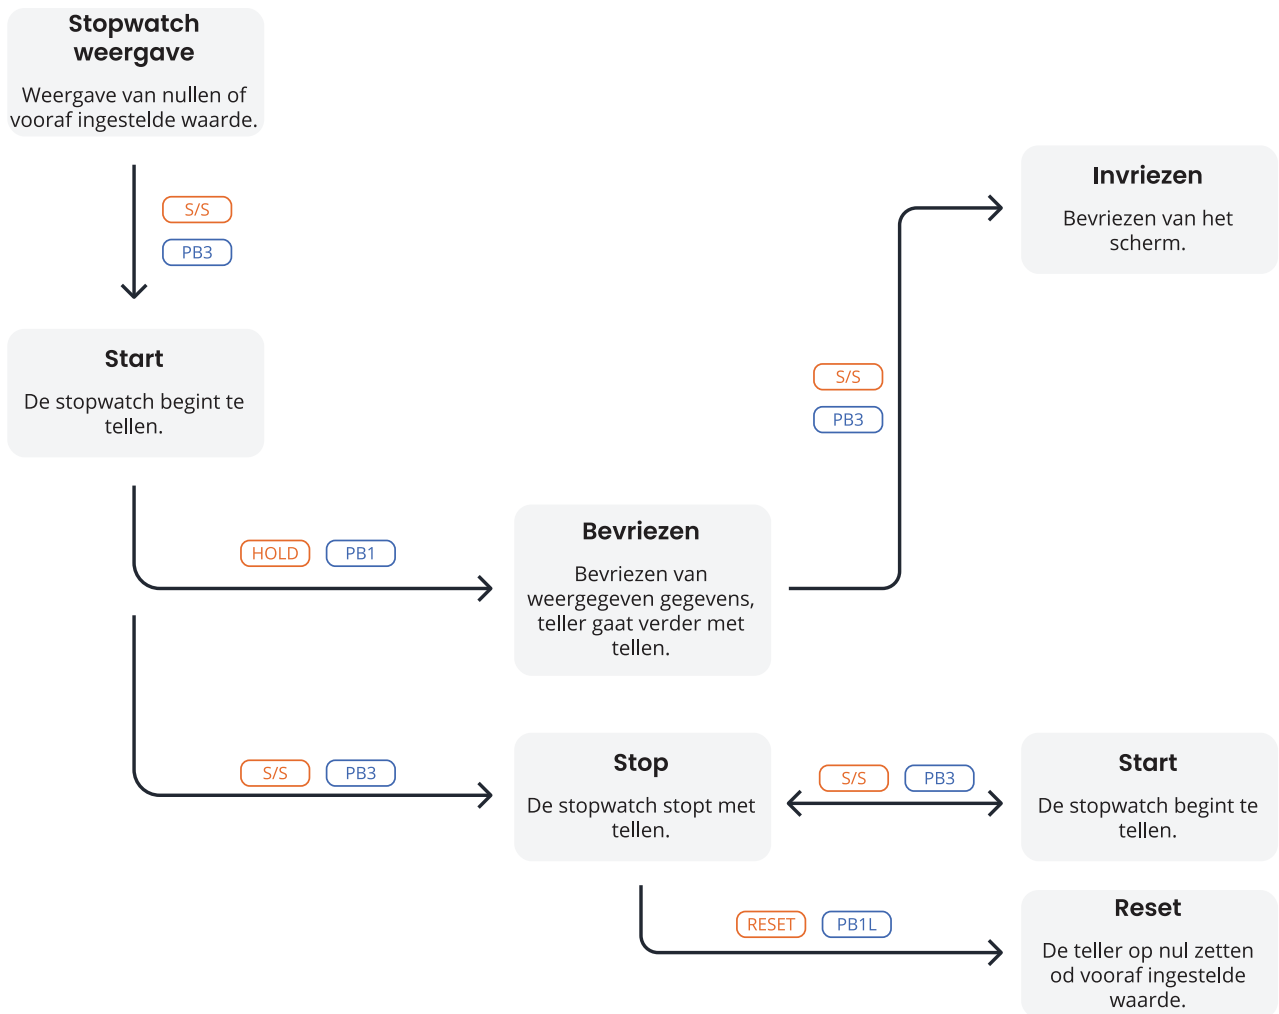 Stopwatch
weergave
Weergave van nullen of
vooraf ingestelde waarde.
S/S
PB3
Start
De stopwatch begint te
tellen.
HOLD PB1
Bevriezen
Bevriezen van
weergegeven gegevens,
teller gaat verder met
tellen.
S/S
PB3
Invriezen
Bevriezen van het
scherm.
S/S PB3
Stop
De stopwatch stopt met
tellen.
S/S PB3
Start
De stopwatch begint te
tellen.
RESET PB1L
Reset
De teller op nul zetten
od vooraf ingestelde
waarde.